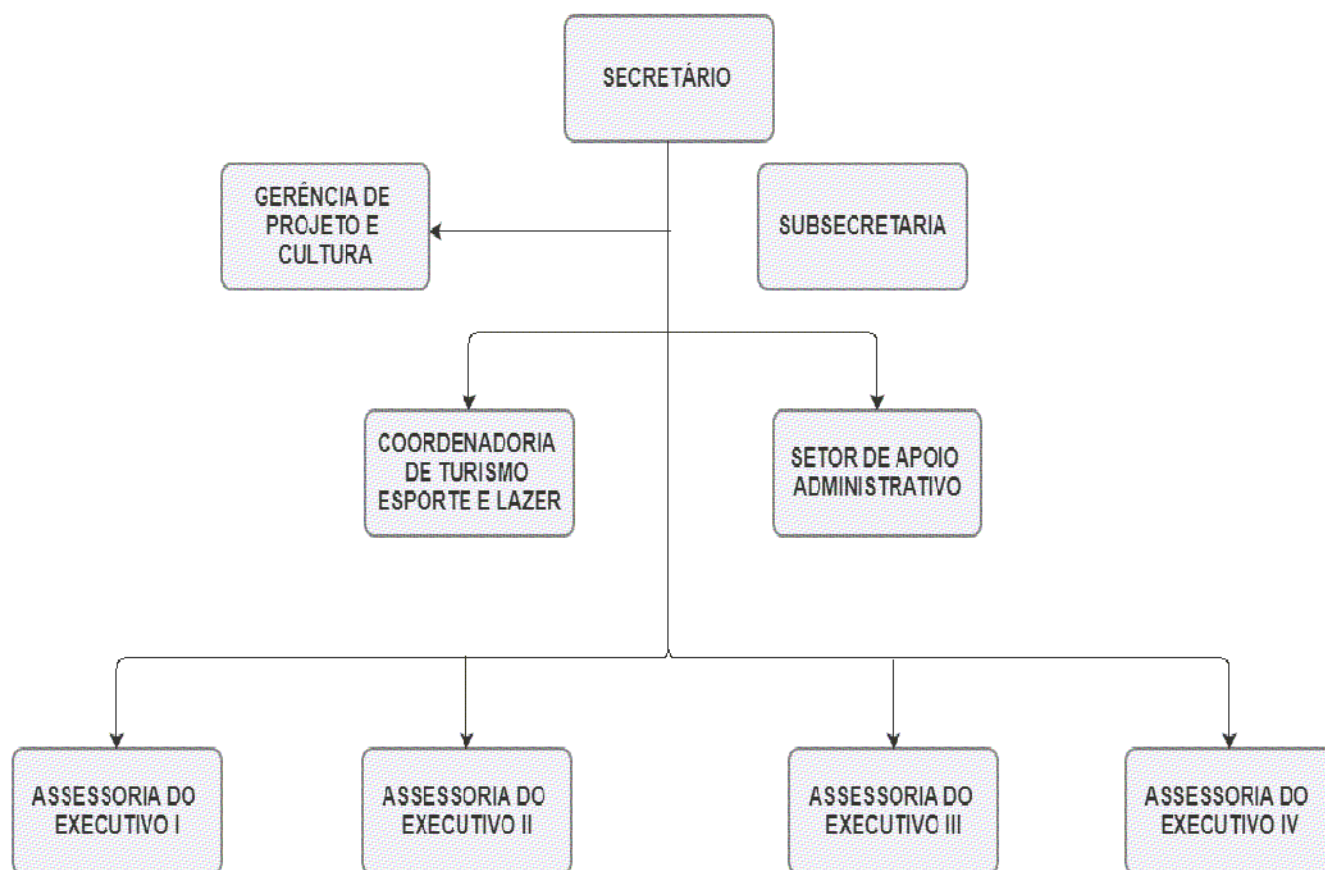 SECRETÁRIO
GERÊNCIA DE
PROJETO E
CULTURA
SUBSECRETARIA
COORDENADORIA
DE TURISMO
ESPORTE E LAZER
SETOR DE APOIO
ADMINISTRATIVO
ASSESSORIA DO
EXECUTIVO I
ASSESSORIA DO
EXECUTIVO II
ASSESSORIA DO
EXECUTIVO III
ASSESSORIA DO
EXECUTIVO IV